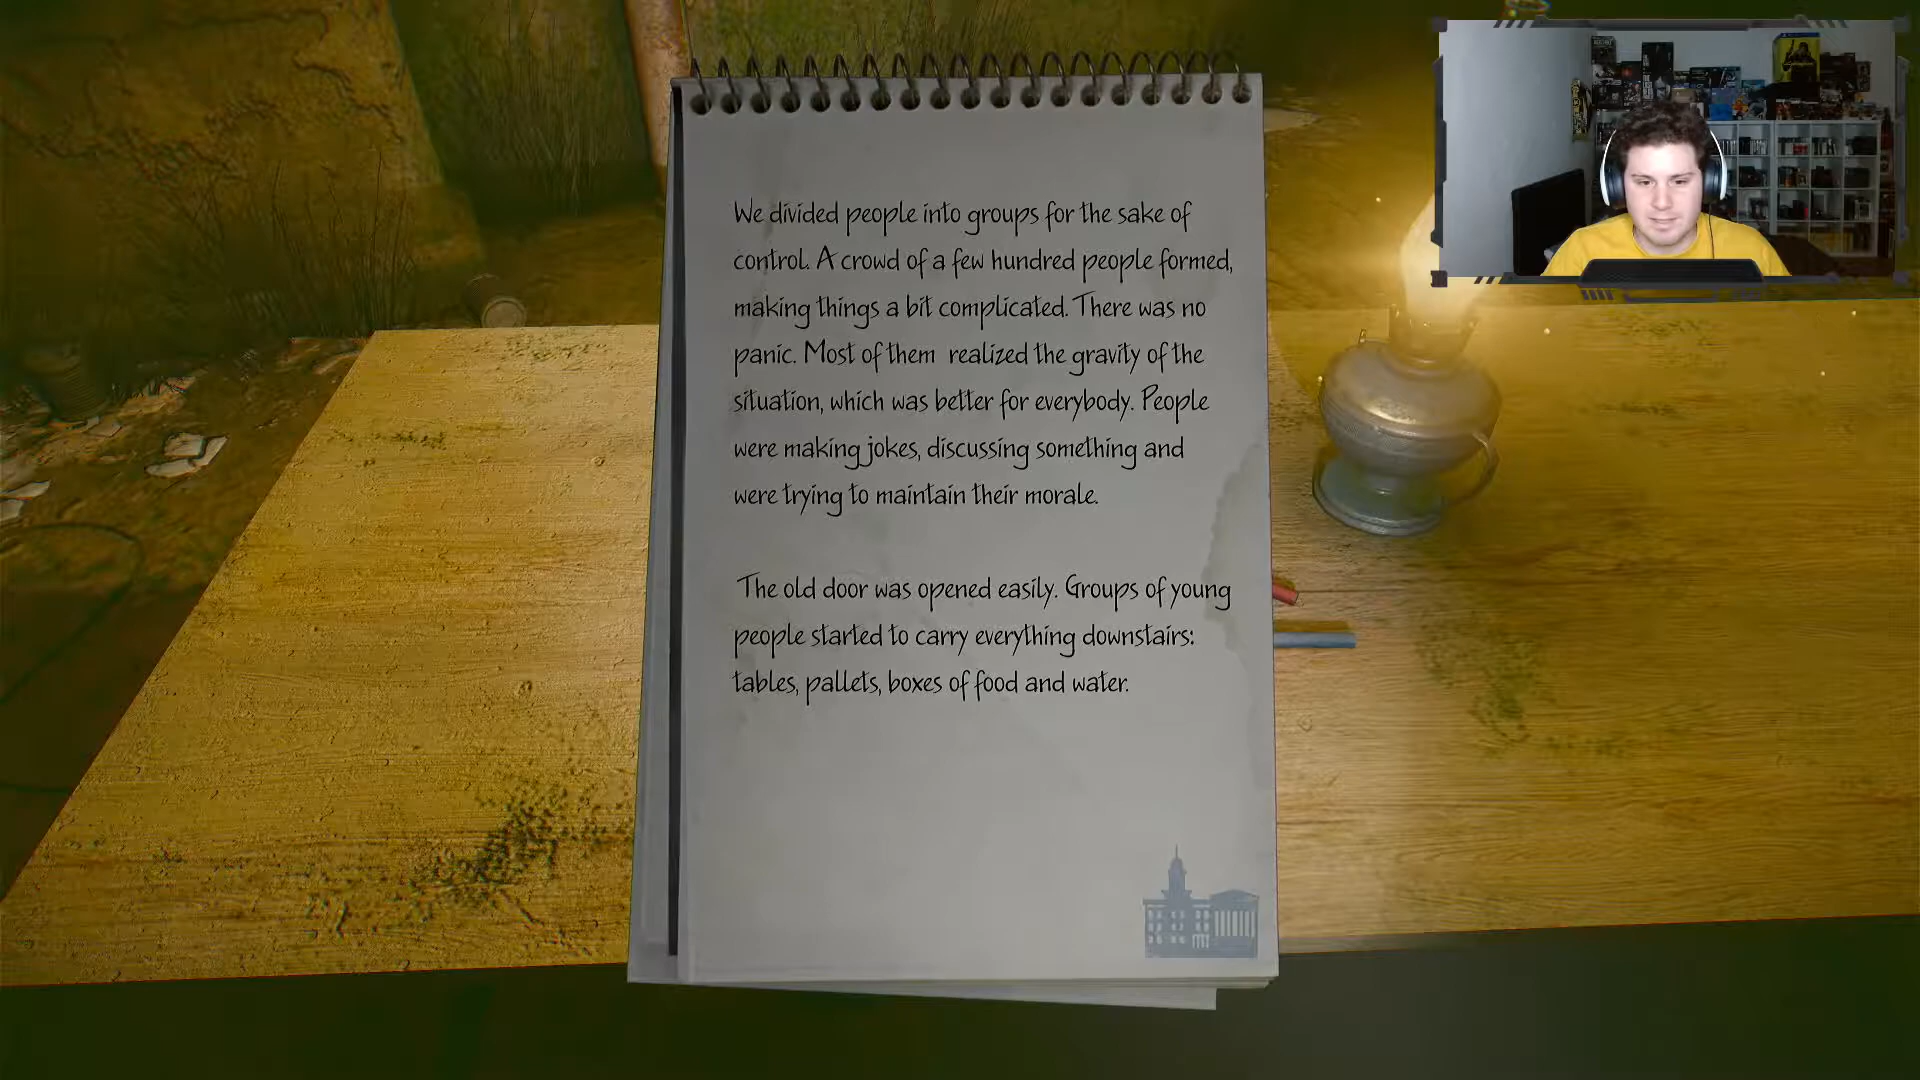 We divided people into groups for the sake of
control. A crowd of a few hundred people formed,
making things a bit complicated. There was no
panic. Most of them realized the gravity of the
situation, which was better for everybody. People
were making jokes, discussing something and
were trying to maintain their morale.
The old door was opened easily. Groups of young
people started to carry everything downstairs:
tables, pallets, boxes of food and water.